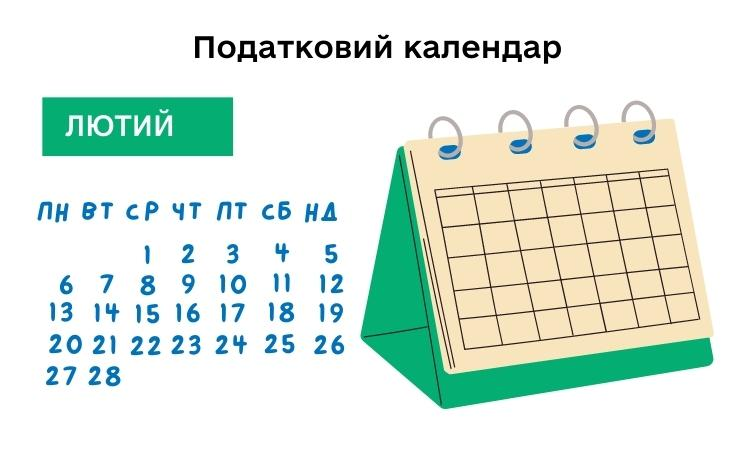 Податковий календар
ЛЮТИЙ
ПН ВТ СР ЧТ ПТ СБ НД
1 2 3 4 5
6 7 8 9 10 11 12
13 14 15 16 17 18 19
20 21 22 23 24 25 26
27 28